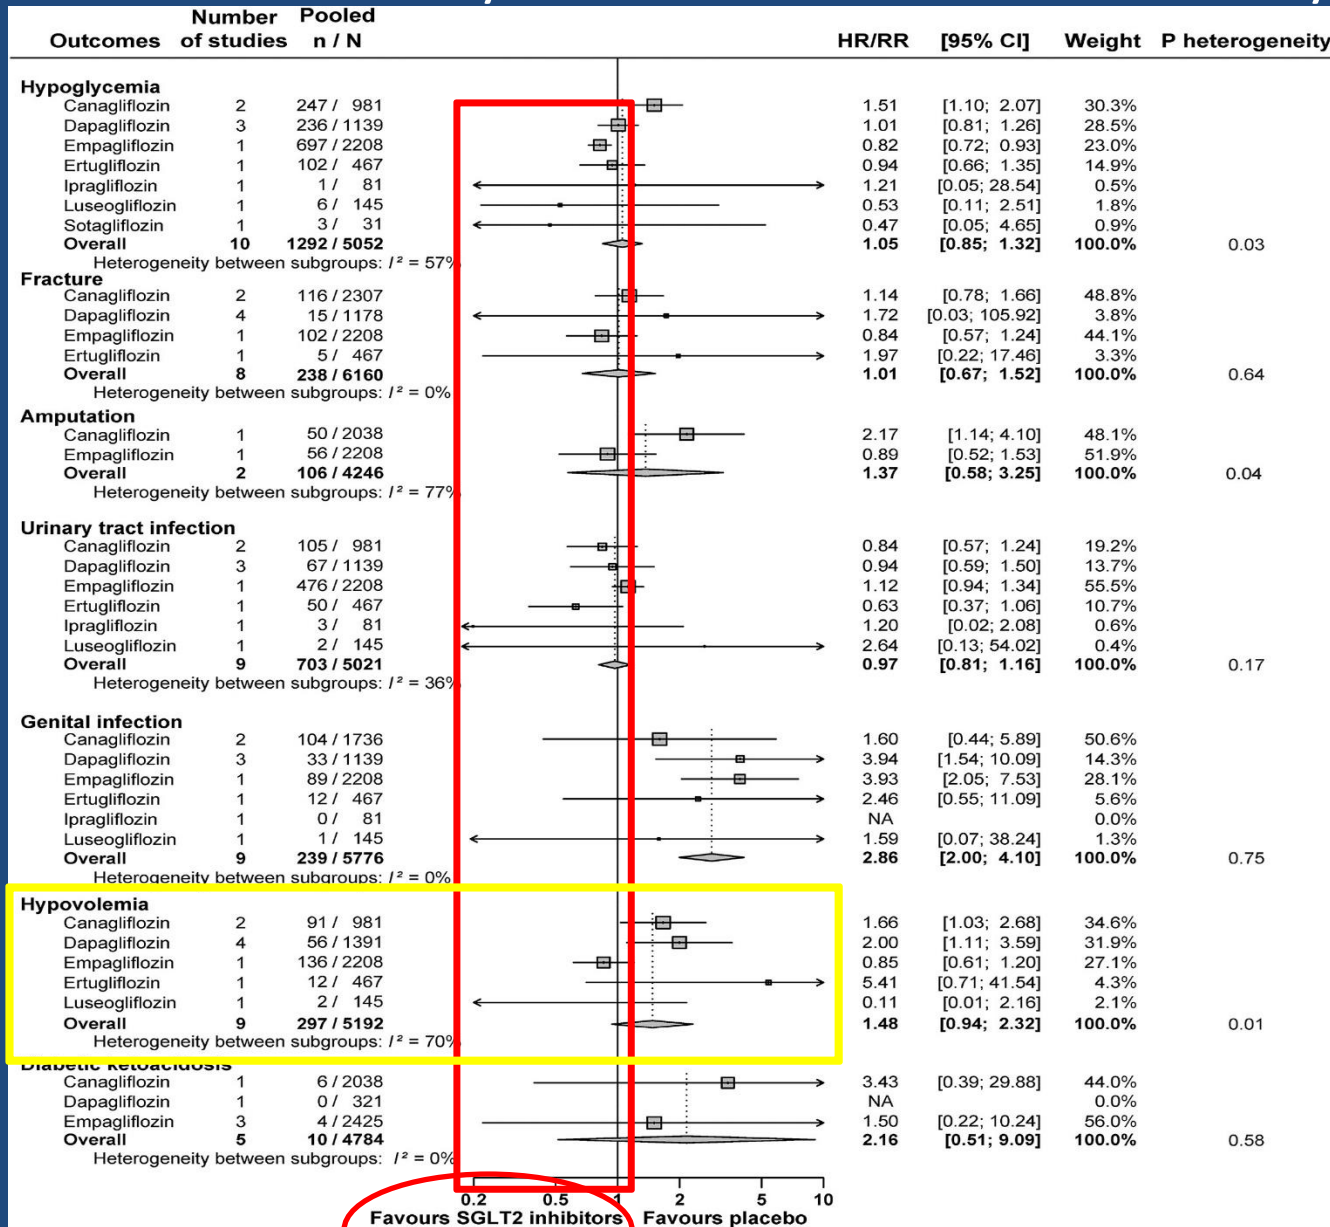 Number Pooled
Outcomes of studies n / N HR/RR [95% CI] Weight P heterogeneity
Hypoglycemia
Canagliflozin 2 247 / 981 1.51 [1.10; 2.07] 30.3%
Dapagliflozin 3 236 / 1139 1.01 [0.81; 1.26] 28.5%
Empagliflozin 1 697 / 2208 0.82 [0.72; 0.93] 23.0%
Ertugliflozin 1 102 / 467 0.94 [0.66; 1.35] 14.9%
Ipragliflozin 1 1 / 81 1.21 [0.05; 28.54] 0.5%
Luseogliflozin 1 6 / 145 0.53 [0.11; 2.51] 1.8%
Sotagliflozin 1 3 / 31 0.47 [0.05; 4.65] 0.9%
Overall 10 1292 / 5052 1.05 [0.85; 1.32] 100.0% 0.03
Heterogeneity between subgroups: I² = 57%
Fracture
Canagliflozin 2 116 / 2307 1.14 [0.78; 1.66] 48.8%
Dapagliflozin 4 15 / 1178 1.72 [0.03; 105.92] 3.8%
Empagliflozin 1 102 / 2208 0.84 [0.57; 1.24] 44.1%
Ertugliflozin 1 5 / 467 1.97 [0.22; 17.46] 3.3%
Overall 8 238 / 6160 1.01 [0.67; 1.52] 100.0% 0.64
Heterogeneity between subgroups: I² = 0%
Amputation
Canagliflozin 1 50 / 2038 2.17 [1.14; 4.10] 48.1%
Empagliflozin 1 56 / 2208 0.89 [0.52; 1.53] 51.9%
Overall 2 106 / 4246 1.37 [0.58; 3.25] 100.0% 0.04
Heterogeneity between subgroups: I² = 77%
Urinary tract infection
Canagliflozin 2 105 / 981 0.84 [0.57; 1.24] 19.2%
Dapagliflozin 3 67 / 1139 0.94 [0.59; 1.50] 13.7%
Empagliflozin 1 476 / 2208 1.12 [0.94; 1.34] 55.5%
Ertugliflozin 1 50 / 467 0.63 [0.37; 1.06] 10.7%
Ipragliflozin 1 3 / 81 1.20 [0.02; 2.08] 0.6%
Luseogliflozin 1 2 / 145 2.64 [0.13; 54.02] 0.4%
Overall 9 703 / 5021 0.97 [0.81; 1.16] 100.0% 0.17
Heterogeneity between subgroups: I² = 36%
Genital infection
Canagliflozin 2 104 / 1736 1.60 [0.44; 5.89] 50.6%
Dapagliflozin 3 33 / 1139 3.94 [1.54; 10.09] 14.3%
Empagliflozin 1 89 / 2208 3.93 [2.05; 7.53] 28.1%
Ertugliflozin 1 12 / 467 2.46 [0.55; 11.09] 5.6%
Ipragliflozin 1 0 / 81 NA 0.0%
Luseogliflozin 1 1 / 145 1.59 [0.07; 38.24] 1.3%
Overall 9 239 / 5776 2.86 [2.00; 4.10] 100.0% 0.75
Heterogeneity between subgroups: I² = 0%
Hypovolemia
Canagliflozin 2 91 / 981 1.66 [1.03; 2.68] 34.6%
Dapagliflozin 4 56 / 1391 2.00 [1.11; 3.59] 31.9%
Empagliflozin 1 136 / 2208 0.85 [0.61; 1.20] 27.1%
Ertugliflozin 1 12 / 467 5.41 [0.71; 41.54] 4.3%
Luseogliflozin 1 2 / 145 0.11 [0.01; 2.16] 2.1%
Overall 9 297 / 5192 1.48 [0.94; 2.32] 100.0% 0.01
Heterogeneity between subgroups: I² = 70%
Diabetic ketoacidosis
Canagliflozin 1 6 / 2038 3.43 [0.39; 29.88] 44.0%
Dapagliflozin 1 0 / 321 NA 0.0%
Empagliflozin 3 4 / 2425 1.50 [0.22; 10.24] 56.0%
Overall 5 10 / 4784 2.16 [0.51; 9.09] 100.0% 0.58
Heterogeneity between subgroups: I² = 0%
0.2 0.5 1 2 5 10
Favours SGLT2 inhibitors Favours placebo